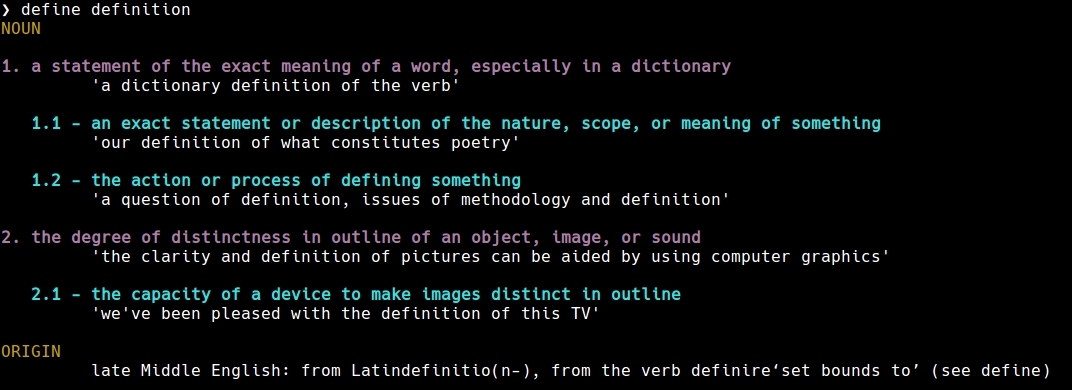 ❯ define definition
NOUN
1. a statement of the exact meaning of a word, especially in a dictionary
'a dictionary definition of the verb'
1.1 - an exact statement or description of the nature, scope, or meaning of something
'our definition of what constitutes poetry'
1.2 - the action or process of defining something
'a question of definition, issues of methodology and definition'
2. the degree of distinctness in outline of an object, image, or sound
'the clarity and definition of pictures can be aided by using computer graphics'
2.1 - the capacity of a device to make images distinct in outline
'we've been pleased with the definition of this TV'
ORIGIN
late Middle English: from Latindefinitio(n-), from the verb definire‘set bounds to’ (see define)